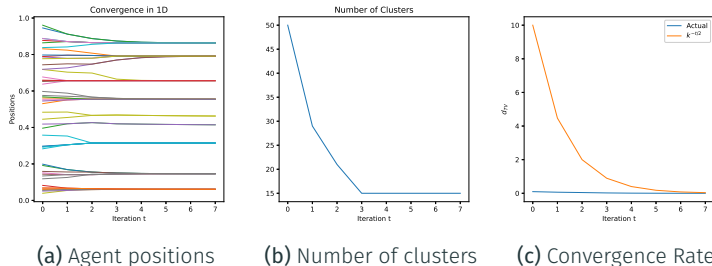 Convergence in 1D
Positions
1.0
0.8
0.6
0.4
0.2
0.0
0 1 2 3 4 5 6 7
Iteration t
(a) Agent positions
Number of Clusters
50
45
40
35
30
25
20
15
0 1 2 3 4 5 6 7
Iteration t
(b) Number of clusters
Actual
k^{-t/2}
d_{TV}
10
8
6
4
2
0
0 1 2 3 4 5 6 7
Iteration t
(c) Convergence Rate